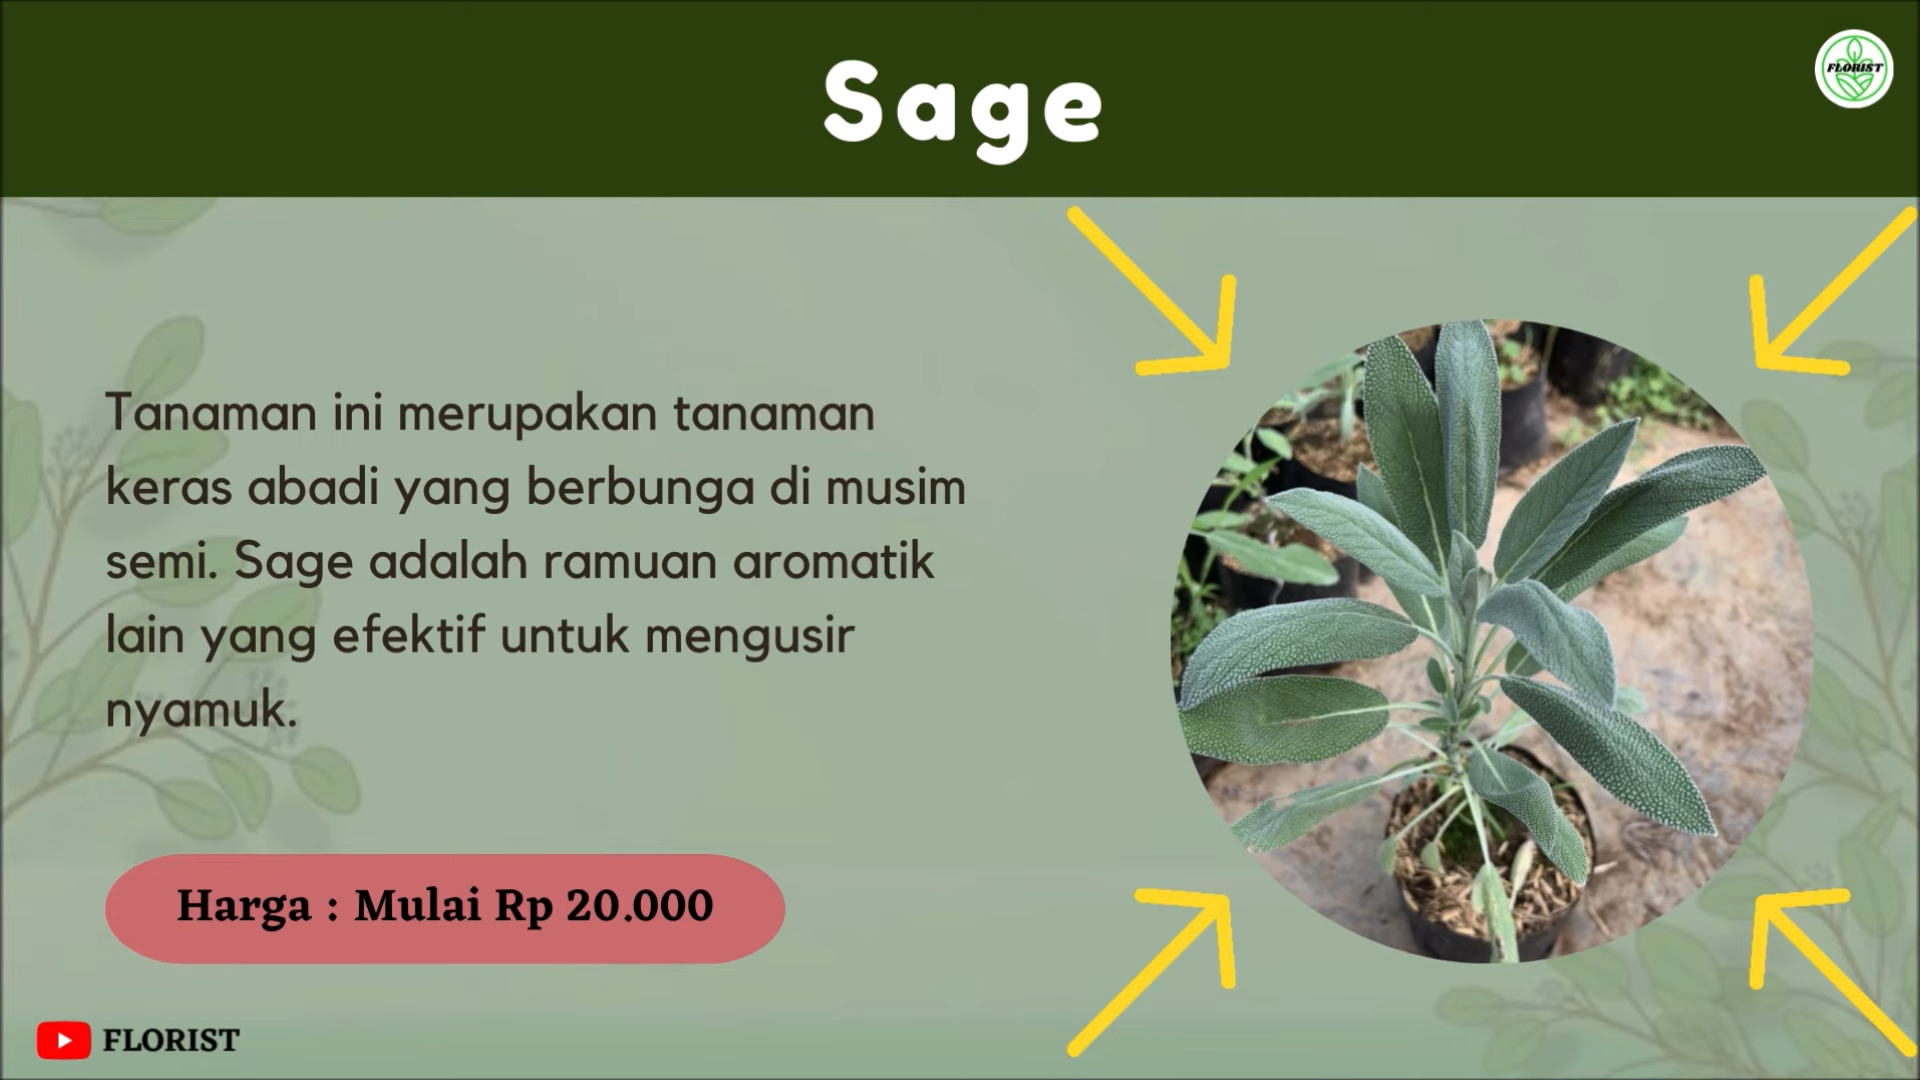 Sage
FLORIST
Tanaman ini merupakan tanaman
keras abadi yang berbunga di musim
semi. Sage adalah ramuan aromatik
lain yang efektif untuk mengusir
nyamuk.
Harga : Mulai Rp 20.000
FLORIST